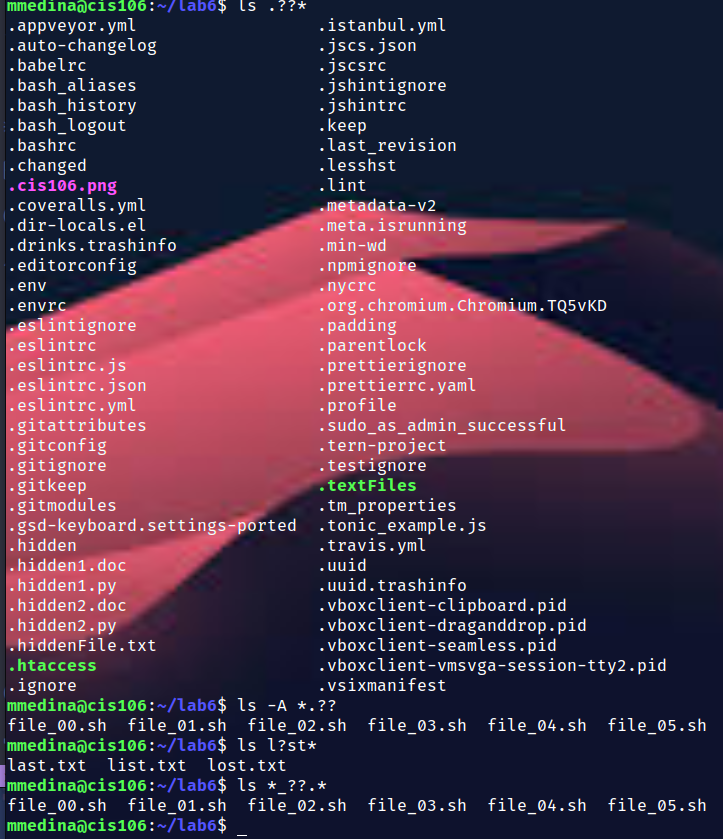 mmedina@cis106:~/lab6$ ls .??*
.appveyor.yml .istanbul.yml
.auto-changelog .jscs.json
.babelrc .jscsrc
.bash_aliases .jshintignore
.bash_history .jshintrc
.bash_logout .keep
.bashrc .last_revision
.changed .lesshst
.cis106.png .lint
.coveralls.yml .metadata-v2
.dir-locals.el .meta.isrunning
.drinks.trashinfo .min-wd
.editorconfig .npmignore
.env .nycrc
.envrc .org.chromium.Chromium.TQ5vKD
.eslintignore .padding
.eslintrc .parentlock
.eslintrc.js .prettierignore
.eslintrc.json .prettierrc.yaml
.eslintrc.yml .profile
.gitattributes .sudo_as_admin_successful
.gitconfig .tern-project
.gitignore .testignore
.gitkeep .textFiles
.gitmodules .tm_properties
.gsd-keyboard.settings-ported .tonic_example.js
.hidden .travis.yml
.hidden1.doc .uuid
.hidden1.py .uuid.trashinfo
.hidden2.doc .vboxclient-clipboard.pid
.hidden2.py .vboxclient-draganddrop.pid
.hiddenFile.txt .vboxclient-seamless.pid
.htaccess .vboxclient-vmsvga-session-tty2.pid
.ignore .vsixmanifest
mmedina@cis106:~/lab6$ ls -A *.??
file_00.sh file_01.sh file_02.sh file_03.sh file_04.sh file_05.sh
mmedina@cis106:~/lab6$ ls l?st*
last.txt list.txt lost.txt
mmedina@cis106:~/lab6$ ls *_??.*
file_00.sh file_01.sh file_02.sh file_03.sh file_04.sh file_05.sh
mmedina@cis106:~/lab6$ _